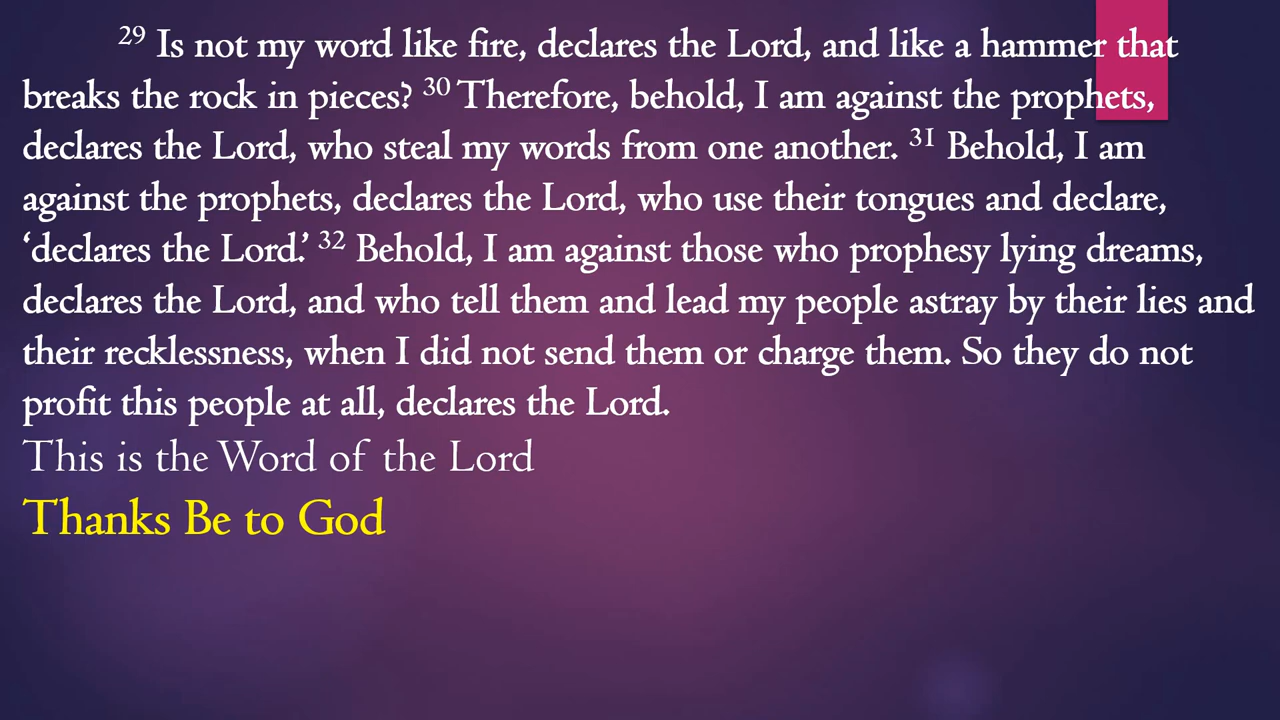 29 Is not my word like fire, declares the Lord, and like a hammer that
breaks the rock in pieces? 30 Therefore, behold, I am against the prophets,
declares the Lord, who steal my words from one another. 31 Behold, I am
against the prophets, declares the Lord, who use their tongues and declare,
‘declares the Lord.’ 32 Behold, I am against those who prophesy lying dreams,
declares the Lord, and who tell them and lead my people astray by their lies and
their recklessness, when I did not send them or charge them. So they do not
profit this people at all, declares the Lord.
This is the Word of the Lord
Thanks Be to God